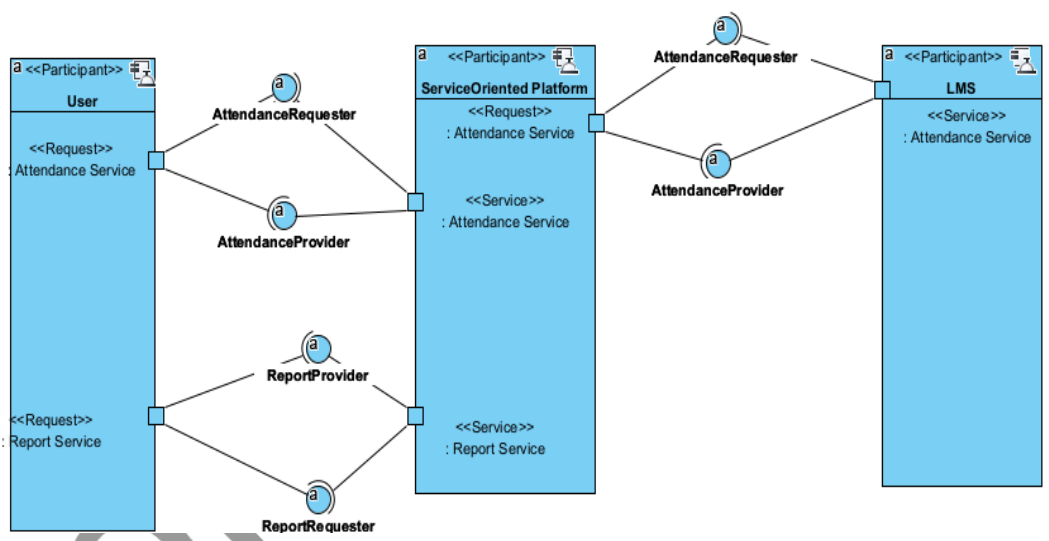 a <<Participant>>
User
<<Request>>
: Attendance Service
<<Request>>
: Report Service
a
AttendanceRequester
a
AttendanceProvider
a
ReportProvider
a
ReportRequester
a <<Participant>>
ServiceOriented Platform
<<Request>>
: Attendance Service
<<Service>>
: Attendance Service
<<Service>>
: Report Service
a
AttendanceRequester
a
AttendanceProvider
a <<Participant>>
LMS
<<Service>>
: Attendance Service